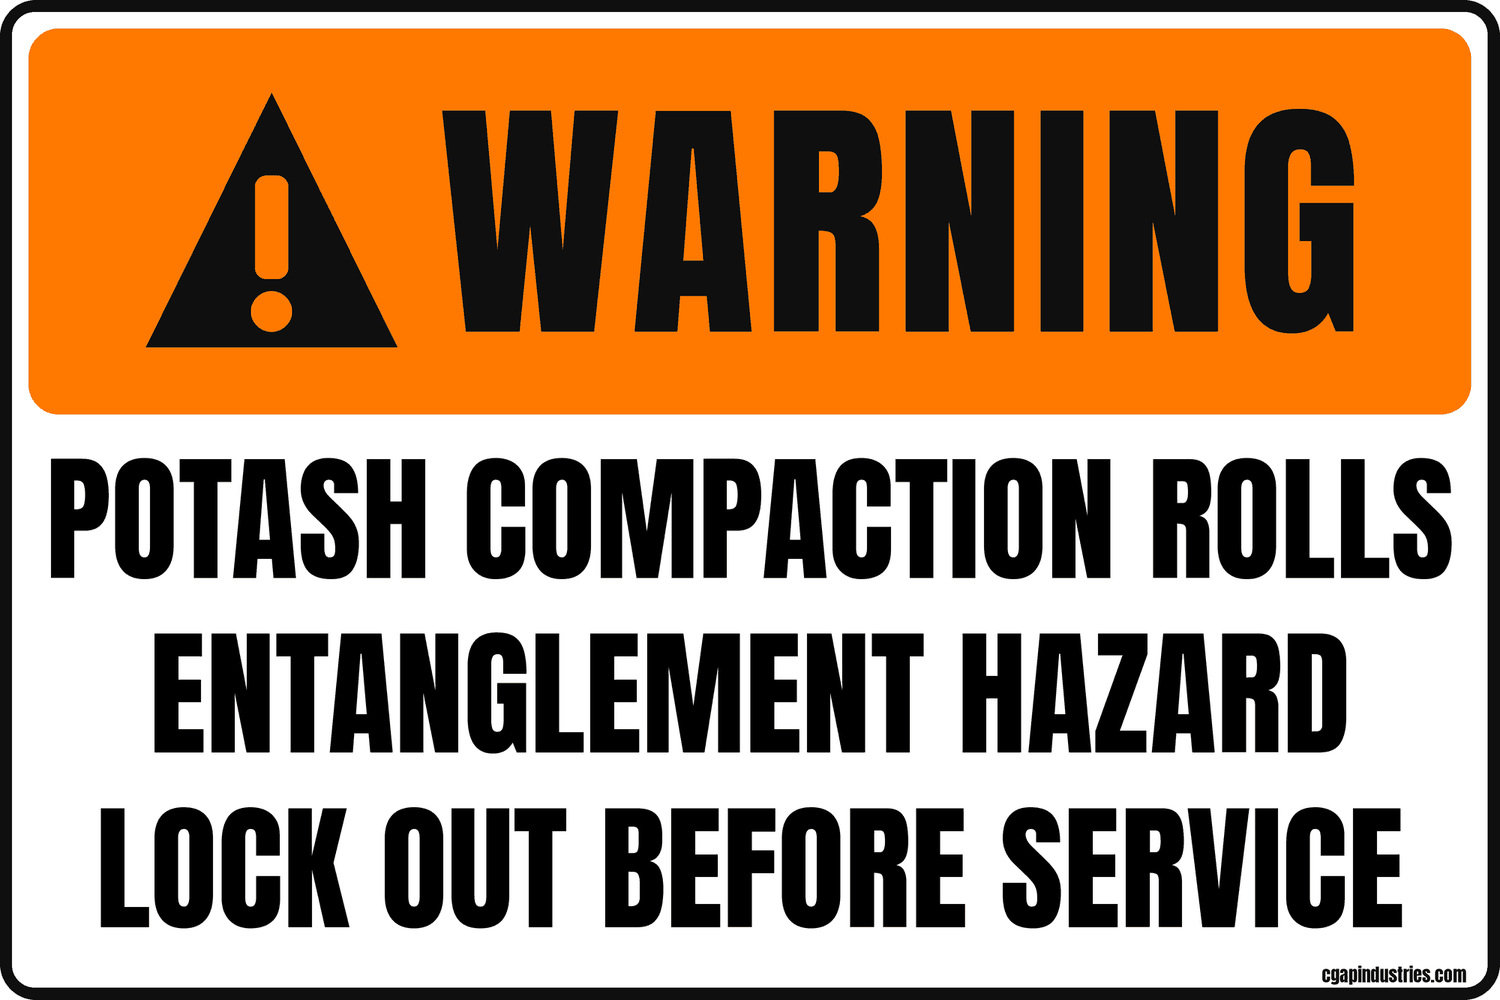 WARNING
POTASH COMPACTION ROLLS
ENTANGLEMENT HAZARD
LOCK OUT BEFORE SERVICE
cgapindustries.com